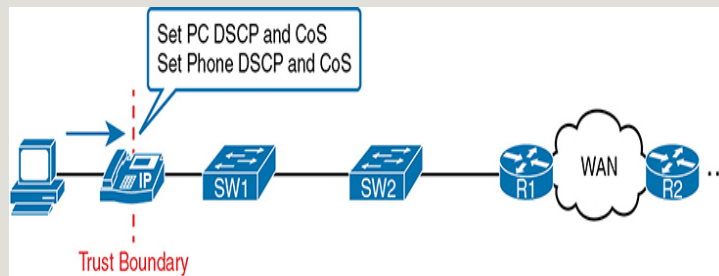 Set PC DSCP and CoS
Set Phone DSCP and CoS
IP
SW1
SW2
R1
WAN
R2
...
Trust Boundary